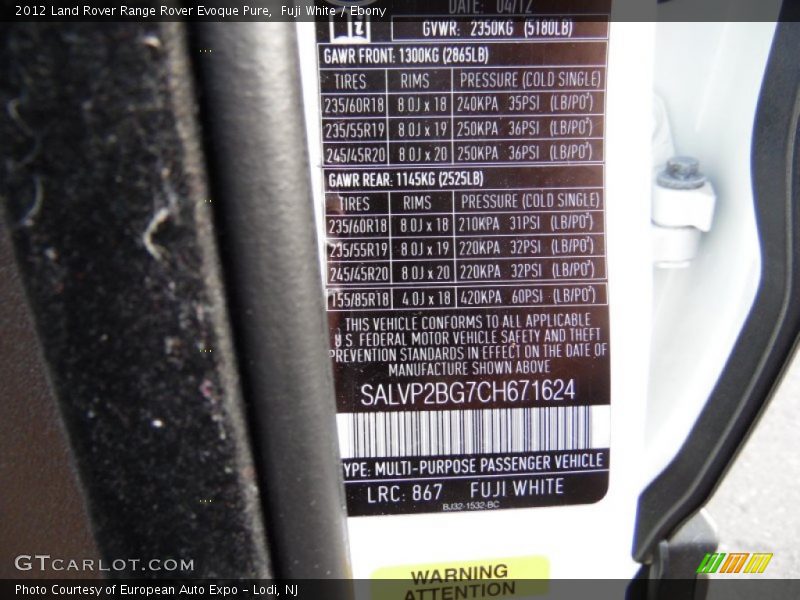 2012 Land Rover Range Rover Evoque Pure, Fuji White / Ebony
DATE: 04/12
GVWR: 2350KG (5180LB)
GAWR FRONT: 1300KG (2865LB)
TIRES RIMS PRESSURE (COLD SINGLE)
235/60R18 8.0J x 18 240KPA 35PSI (LB/PO²)
235/55R19 8.0J x 19 250KPA 36PSI (LB/PO²)
245/45R20 8.0J x 20 250KPA 36PSI (LB/PO²)
GAWR REAR: 1145KG (2525LB)
TIRES RIMS PRESSURE (COLD SINGLE)
235/60R18 8.0J x 18 210KPA 31PSI (LB/PO²)
235/55R19 8.0J x 19 220KPA 32PSI (LB/PO²)
245/45R20 8.0J x 20 220KPA 32PSI (LB/PO²)
155/85R18 4.0J x 18 420KPA 60PSI (LB/PO²)
THIS VEHICLE CONFORMS TO ALL APPLICABLE
U.S. FEDERAL MOTOR VEHICLE SAFETY AND THEFT
PREVENTION STANDARDS IN EFFECT ON THE DATE OF
MANUFACTURE SHOWN ABOVE
SALVP2BG7CH671624
TYPE: MULTI-PURPOSE PASSENGER VEHICLE
LRC: 867 FUJI WHITE
BJ32-1532-BC
WARNING
ATTENTION
GTCARLOT.COM
Photo Courtesy of European Auto Expo - Lodi, NJ